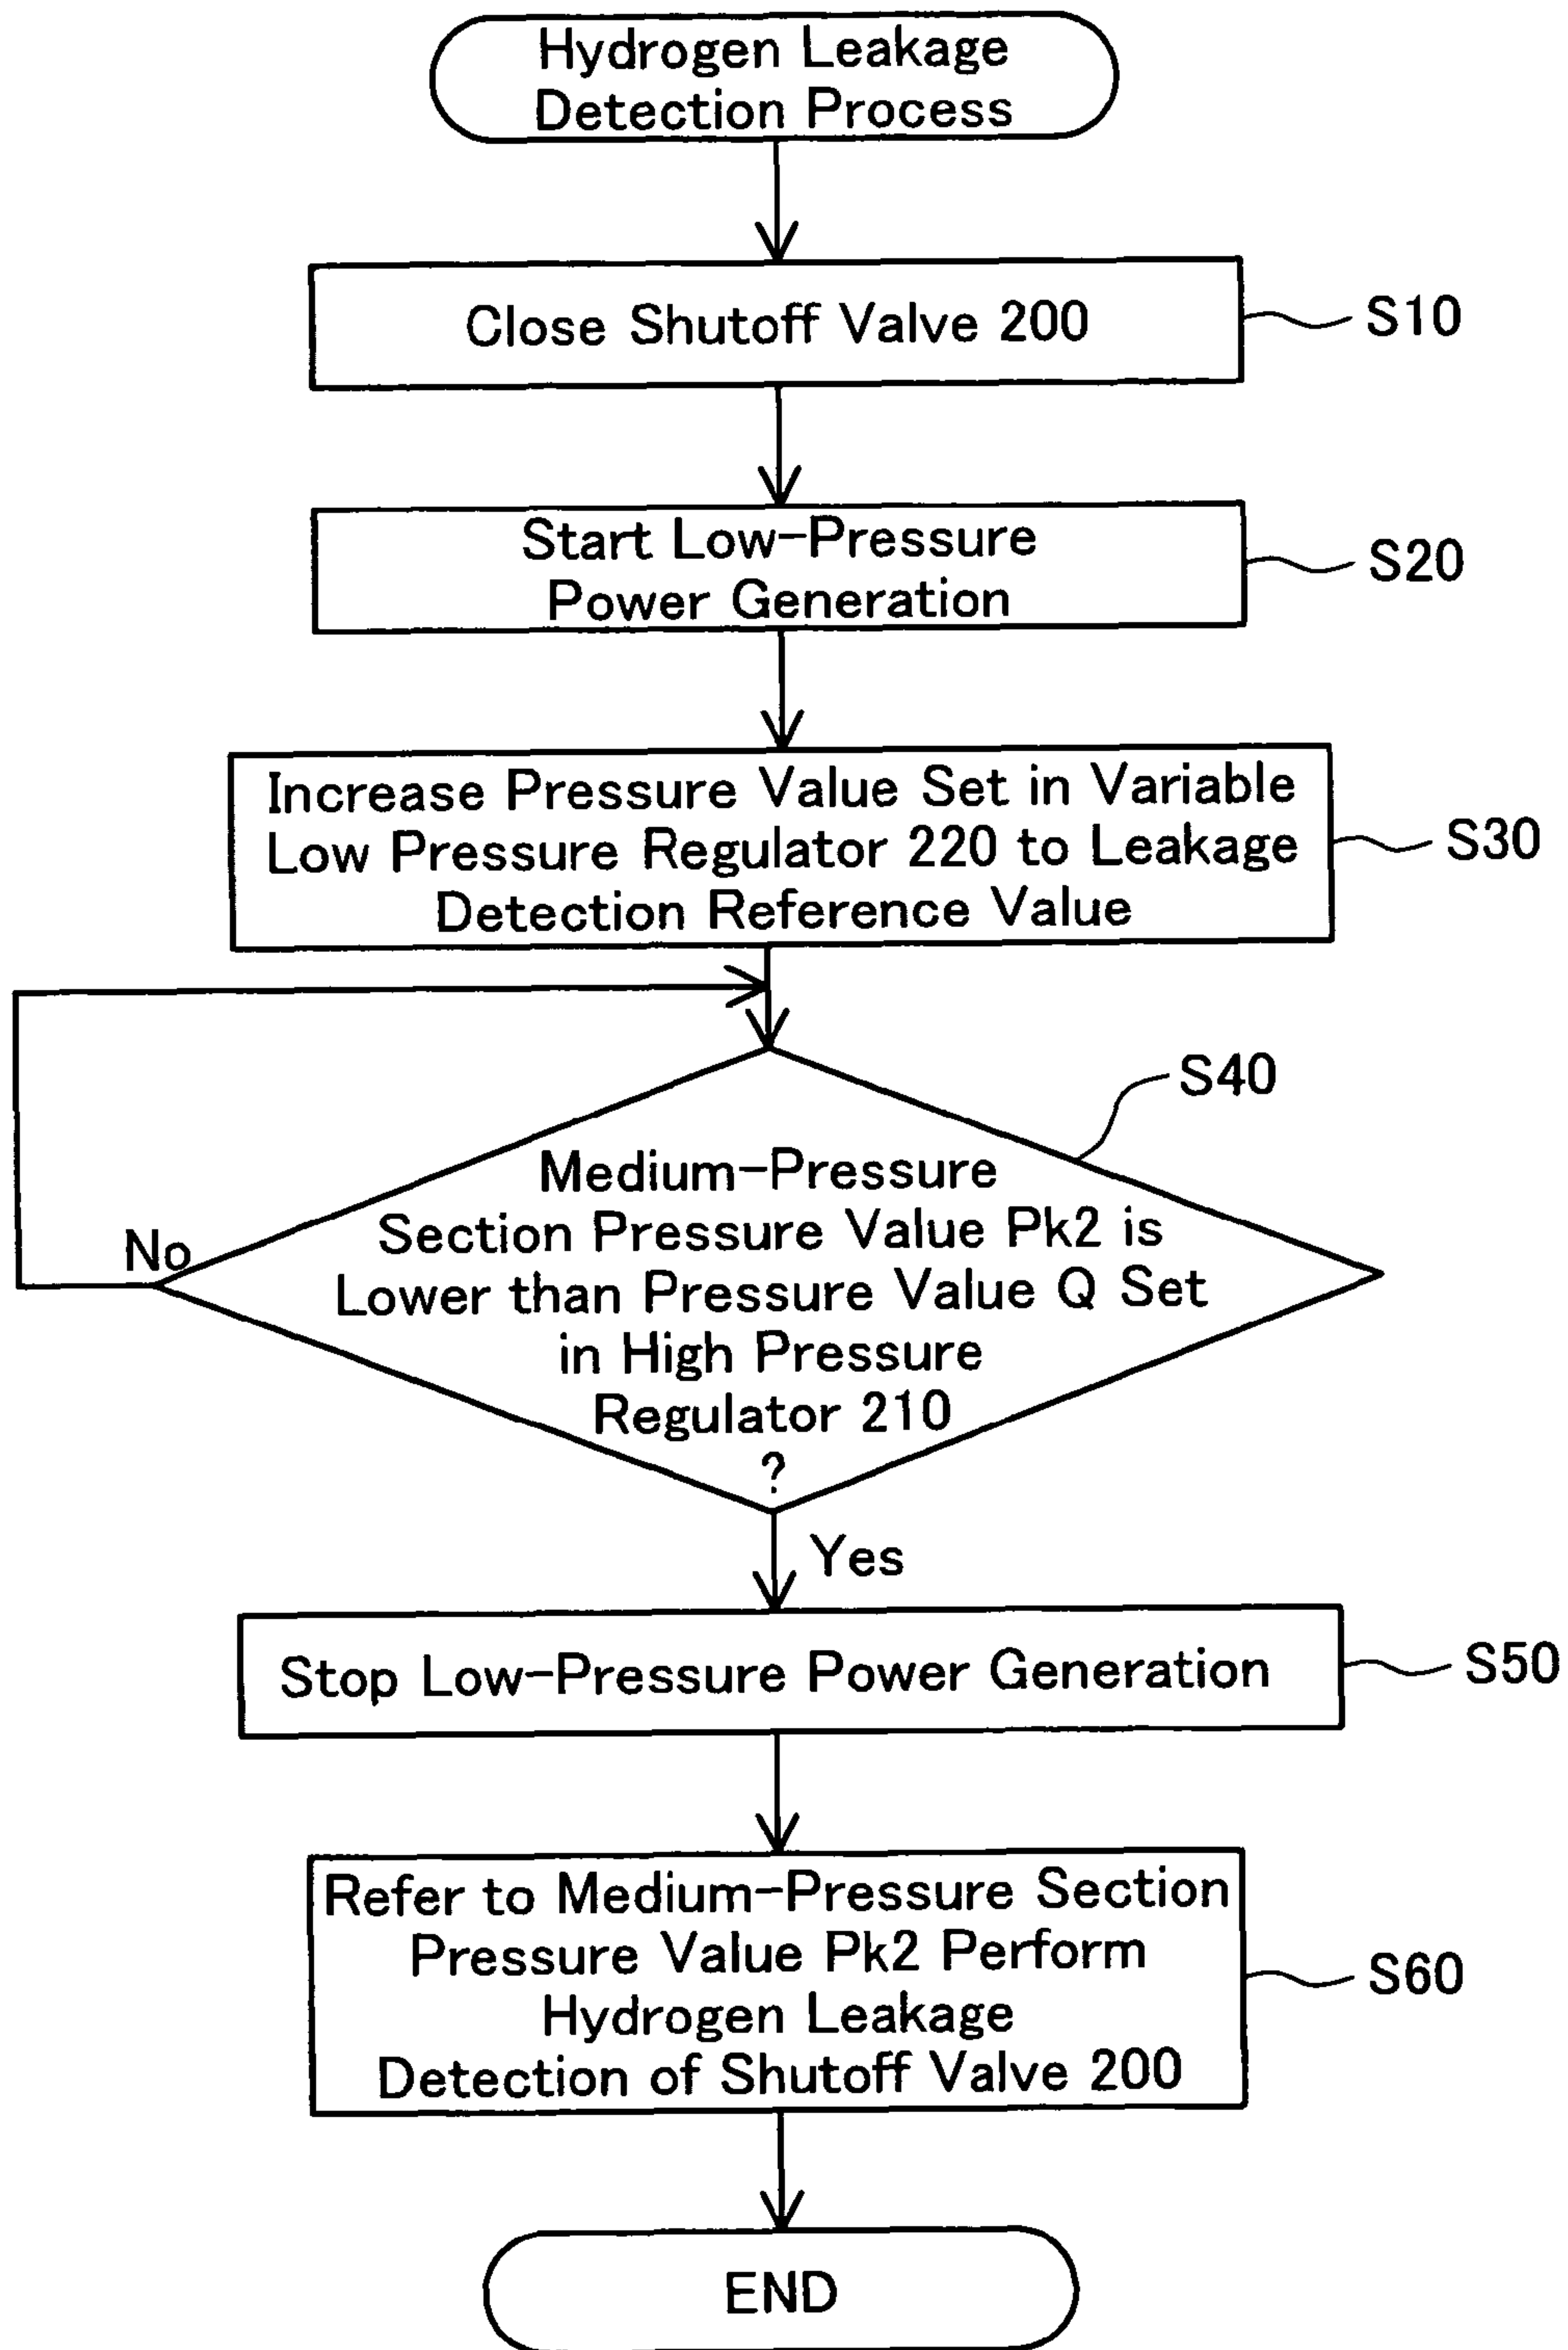 Hydrogen Leakage
Detection Process
Close Shutoff Valve 200
S10
Start Low-Pressure
Power Generation
S20
Increase Pressure Value Set in Variable
Low Pressure Regulator 220 to Leakage
Detection Reference Value
S30
S40
Medium-Pressure
Section Pressure Value Pk2 is
Lower than Pressure Value Q Set
in High Pressure
Regulator 210
?
No
Yes
Stop Low-Pressure Power Generation
S50
Refer to Medium-Pressure Section
Pressure Value Pk2 Perform
Hydrogen Leakage
Detection of Shutoff Valve 200
S60
END